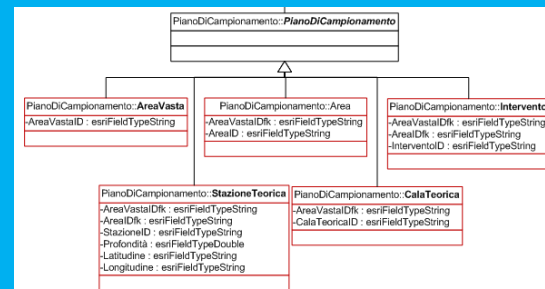 PianoDiCampionamento::PianoDiCampionamento
PianoDiCampionamento::AreaVasta
-AreaVastaID : esriFieldTypeString
PianoDiCampionamento::Area
-AreaVastaIDfk : esriFieldTypeString
-AreaID : esriFieldTypeString
PianoDiCampionamento::Intervento
-AreaVastaIDfk : esriFieldTypeString
-AreaIDfk : esriFieldTypeString
-InterventoID : esriFieldTypeString
PianoDiCampionamento::StazioneTeorica
-AreaVastaIDfk : esriFieldTypeString
-AreaIDfk : esriFieldTypeString
-StazioneID : esriFieldTypeString
-Profondità : esriFieldTypeDouble
-Latitudine : esriFieldTypeString
-Longitudine : esriFieldTypeString
PianoDiCampionamento::CalaTeorica
-AreaVastaIDfk : esriFieldTypeString
-CalaTeoricaID : esriFieldTypeString